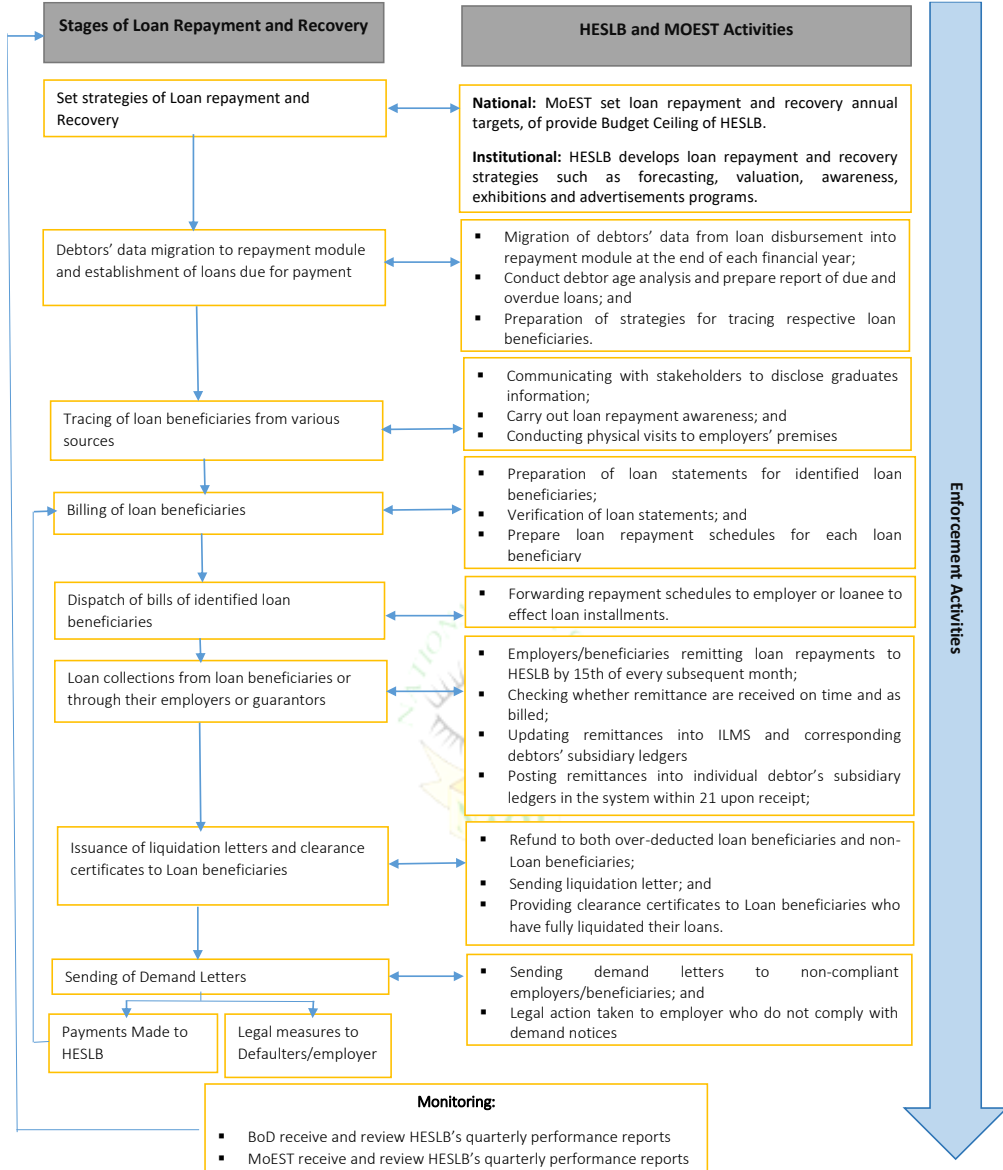 Stages of Loan Repayment and Recovery
HESLB and MOEST Activities
Set strategies of Loan repayment and
Recovery
National: MoEST set loan repayment and recovery annual
targets, of provide Budget Ceiling of HESLB.
Institutional: HESLB develops loan repayment and recovery
strategies such as forecasting, valuation, awareness,
exhibitions and advertisements programs.
Debtors' data migration to repayment module
and establishment of loans due for payment
▪ Migration of debtors' data from loan disbursement into
repayment module at the end of each financial year;
▪ Conduct debtor age analysis and prepare report of due and
overdue loans; and
▪ Preparation of strategies for tracing respective loan
beneficiaries.
Tracing of loan beneficiaries from various
sources
▪ Communicating with stakeholders to disclose graduates
information;
▪ Carry out loan repayment awareness; and
▪ Conducting physical visits to employers' premises
Billing of loan beneficiaries
▪ Preparation of loan statements for identified loan
beneficiaries;
▪ Verification of loan statements; and
▪ Prepare loan repayment schedules for each loan
beneficiary
Dispatch of bills of identified loan
beneficiaries
▪ Forwarding repayment schedules to employer or loanee to
effect loan installments.
Loan collections from loan beneficiaries or
through their employers or guarantors
▪ Employers/beneficiaries remitting loan repayments to
HESLB by 15th of every subsequent month;
▪ Checking whether remittance are received on time and as
billed;
▪ Updating remittances into ILMS and corresponding
debtors' subsidiary ledgers
▪ Posting remittances into individual debtor's subsidiary
ledgers in the system within 21 upon receipt;
Issuance of liquidation letters and clearance
certificates to Loan beneficiaries
▪ Refund to both over-deducted loan beneficiaries and non-
Loan beneficiaries;
▪ Sending liquidation letter; and
▪ Providing clearance certificates to Loan beneficiaries who
have fully liquidated their loans.
Sending of Demand Letters
▪ Sending demand letters to non-compliant
employers/beneficiaries; and
▪ Legal action taken to employer who do not comply with
demand notices
Payments Made to
HESLB
Legal measures to
Defaulters/employer
Monitoring:
▪ BoD receive and review HESLB's quarterly performance reports
▪ MoEST receive and review HESLB's quarterly performance reports
Enforcement Activities